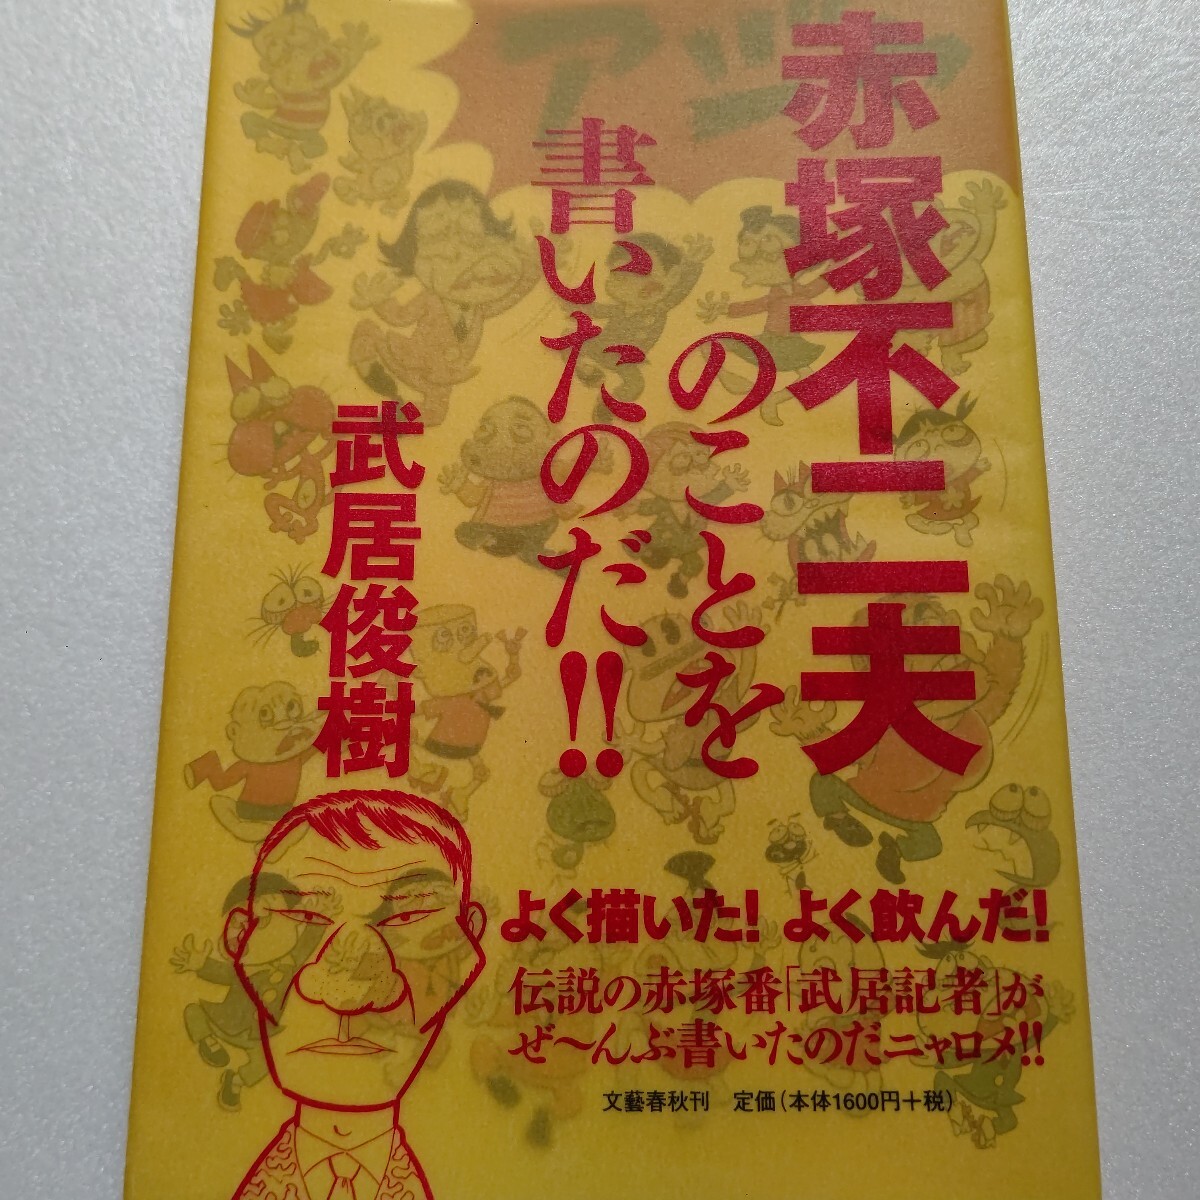 赤塚不二夫
のことを
書いたのだ!!
武居俊樹
よく描いた! よく飲んだ!
伝説の赤塚番「武居記者」が
ぜ〜んぶ書いたのだニャロメ!!
文藝春秋刊 定価(本体1600円+税)